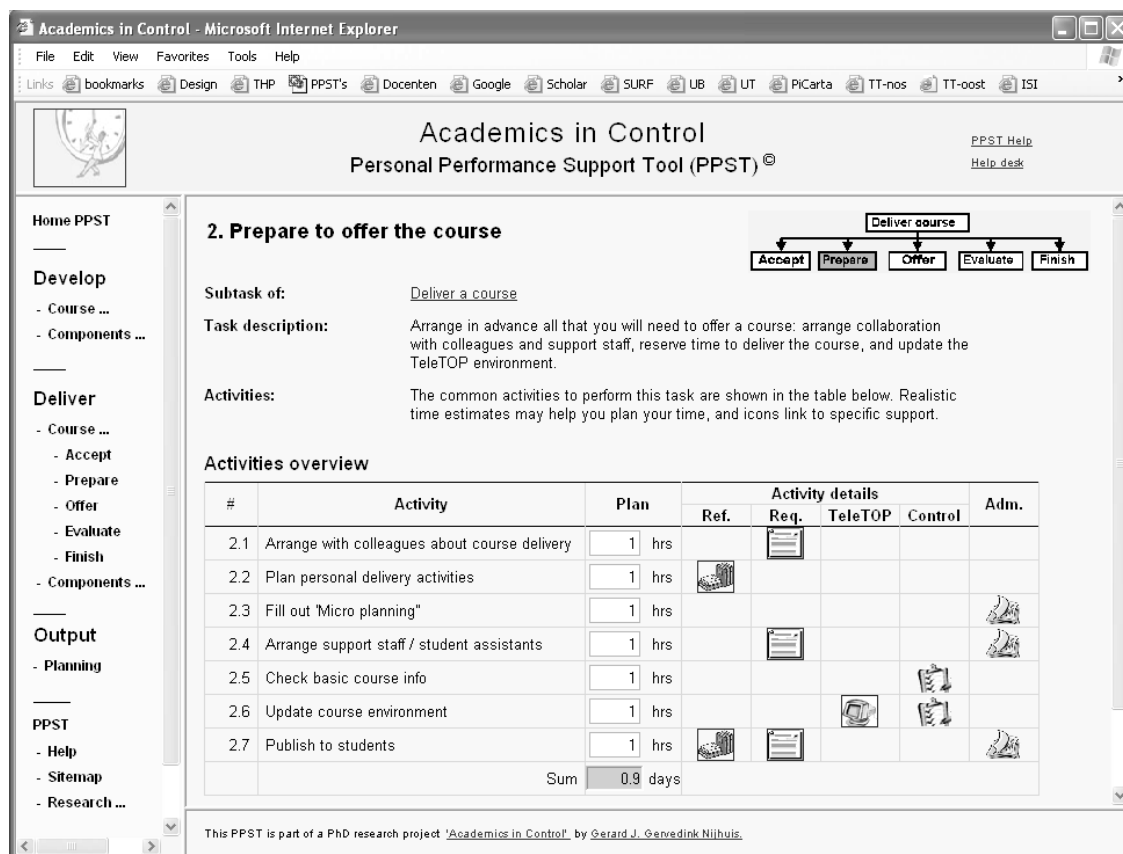 Academics in Control - Microsoft Internet Explorer
File Edit View Favorites Tools Help
Links bookmarks Design THP PPST's Docenten Google Scholar SURF UB UT PiCarta TT-nos TT-oost ISI
Academics in Control
Personal Performance Support Tool (PPST) ©
PPST Help
Help desk
Home PPST
Develop
- Course ...
- Components ...
Deliver
- Course ...
- Accept
- Prepare
- Offer
- Evaluate
- Finish
- Components ...
Output
- Planning
PPST
- Help
- Sitemap
- Research ...
2. Prepare to offer the course
Deliver course
Accept Prepare Offer Evaluate Finish
Subtask of: Deliver a course
Task description: Arrange in advance all that you will need to offer a course: arrange collaboration
with colleagues and support staff, reserve time to deliver the course, and update the
TeleTOP environment.
Activities: The common activities to perform this task are shown in the table below. Realistic
time estimates may help you plan your time, and icons link to specific support.
Activities overview
# Activity Plan Activity details Adm.
Ref. Req. TeleTOP Control
2.1 Arrange with colleagues about course delivery 1 hrs
2.2 Plan personal delivery activities 1 hrs
2.3 Fill out 'Micro planning" 1 hrs
2.4 Arrange support staff / student assistants 1 hrs
2.5 Check basic course info 1 hrs
2.6 Update course environment 1 hrs
2.7 Publish to students 1 hrs
Sum 0.9 days
This PPST is part of a PhD research project 'Academics in Control' by Gerard J. Gervedink Nijhuis.